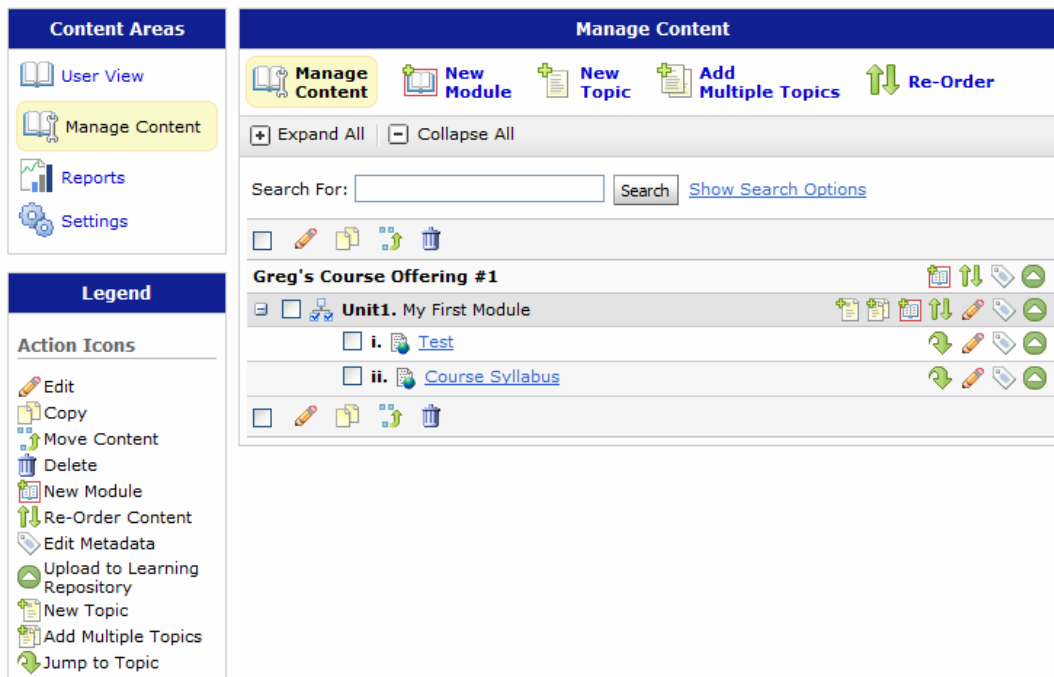 Content Areas
User View
Manage Content
Reports
Settings
Legend
Action Icons
Edit
Copy
Move Content
Delete
New Module
Re-Order Content
Edit Metadata
Upload to Learning
Repository
New Topic
Add Multiple Topics
Jump to Topic
Manage Content
Manage
Content
New
Module
New
Topic
Add
Multiple Topics
Re-Order
Expand All
Collapse All
Search For:
Search
Show Search Options
Greg's Course Offering #1
Unit1. My First Module
i. Test
ii. Course Syllabus